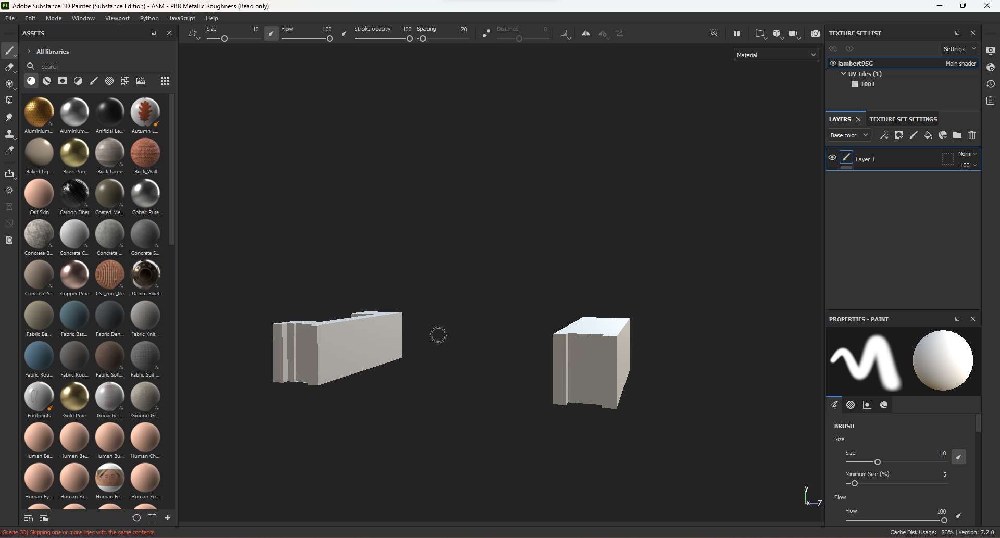 Pt Adobe Substance 3D Painter (Substance Edition) - ASM - PBR Metallic Roughness (Read only)
File Edit Mode Window Viewport Python JavaScript Help
ASSETS
Size 10 Flow 100 Stroke opacity 100 Spacing 20 Distance 8
All libraries
Search
Material
Aluminium... Aluminium... Artificial Le... Autumn L...
Baked Lig... Brass Pure Brick Large Brick_Wall
Calf Skin Carbon Fiber Coated Me... Cobalt Pure
Concrete B... Concrete C... Concrete ... Concrete S...
Concrete S... Copper Pure CST_roof_tile Denim Rivet
Fabric Ba... Fabric Bas... Fabric Den... Fabric Knit...
Fabric Rou... Fabric Rou... Fabric Soft... Fabric Suit ...
Footprints Gold Pure Gouache ... Ground Gr...
Human Ba... Human Be... Human Bu... Human Ch...
Human Ey... Human Fa... Human Fe... Human Fo...
Y
X Z
TEXTURE SET LIST
Settings
lambert9SG Main shader
UV Tiles (1)
1001
LAYERS TEXTURE SET SETTINGS
Base color
Layer 1 Norm
100
PROPERTIES - PAINT
BRUSH
Size
Size 10
Minimum Size (%) 5
Flow
Flow 100
[Scene 3D] Skipping one or more lines with the same contents
Cache Disk Usage: 83% | Version: 7.2.0